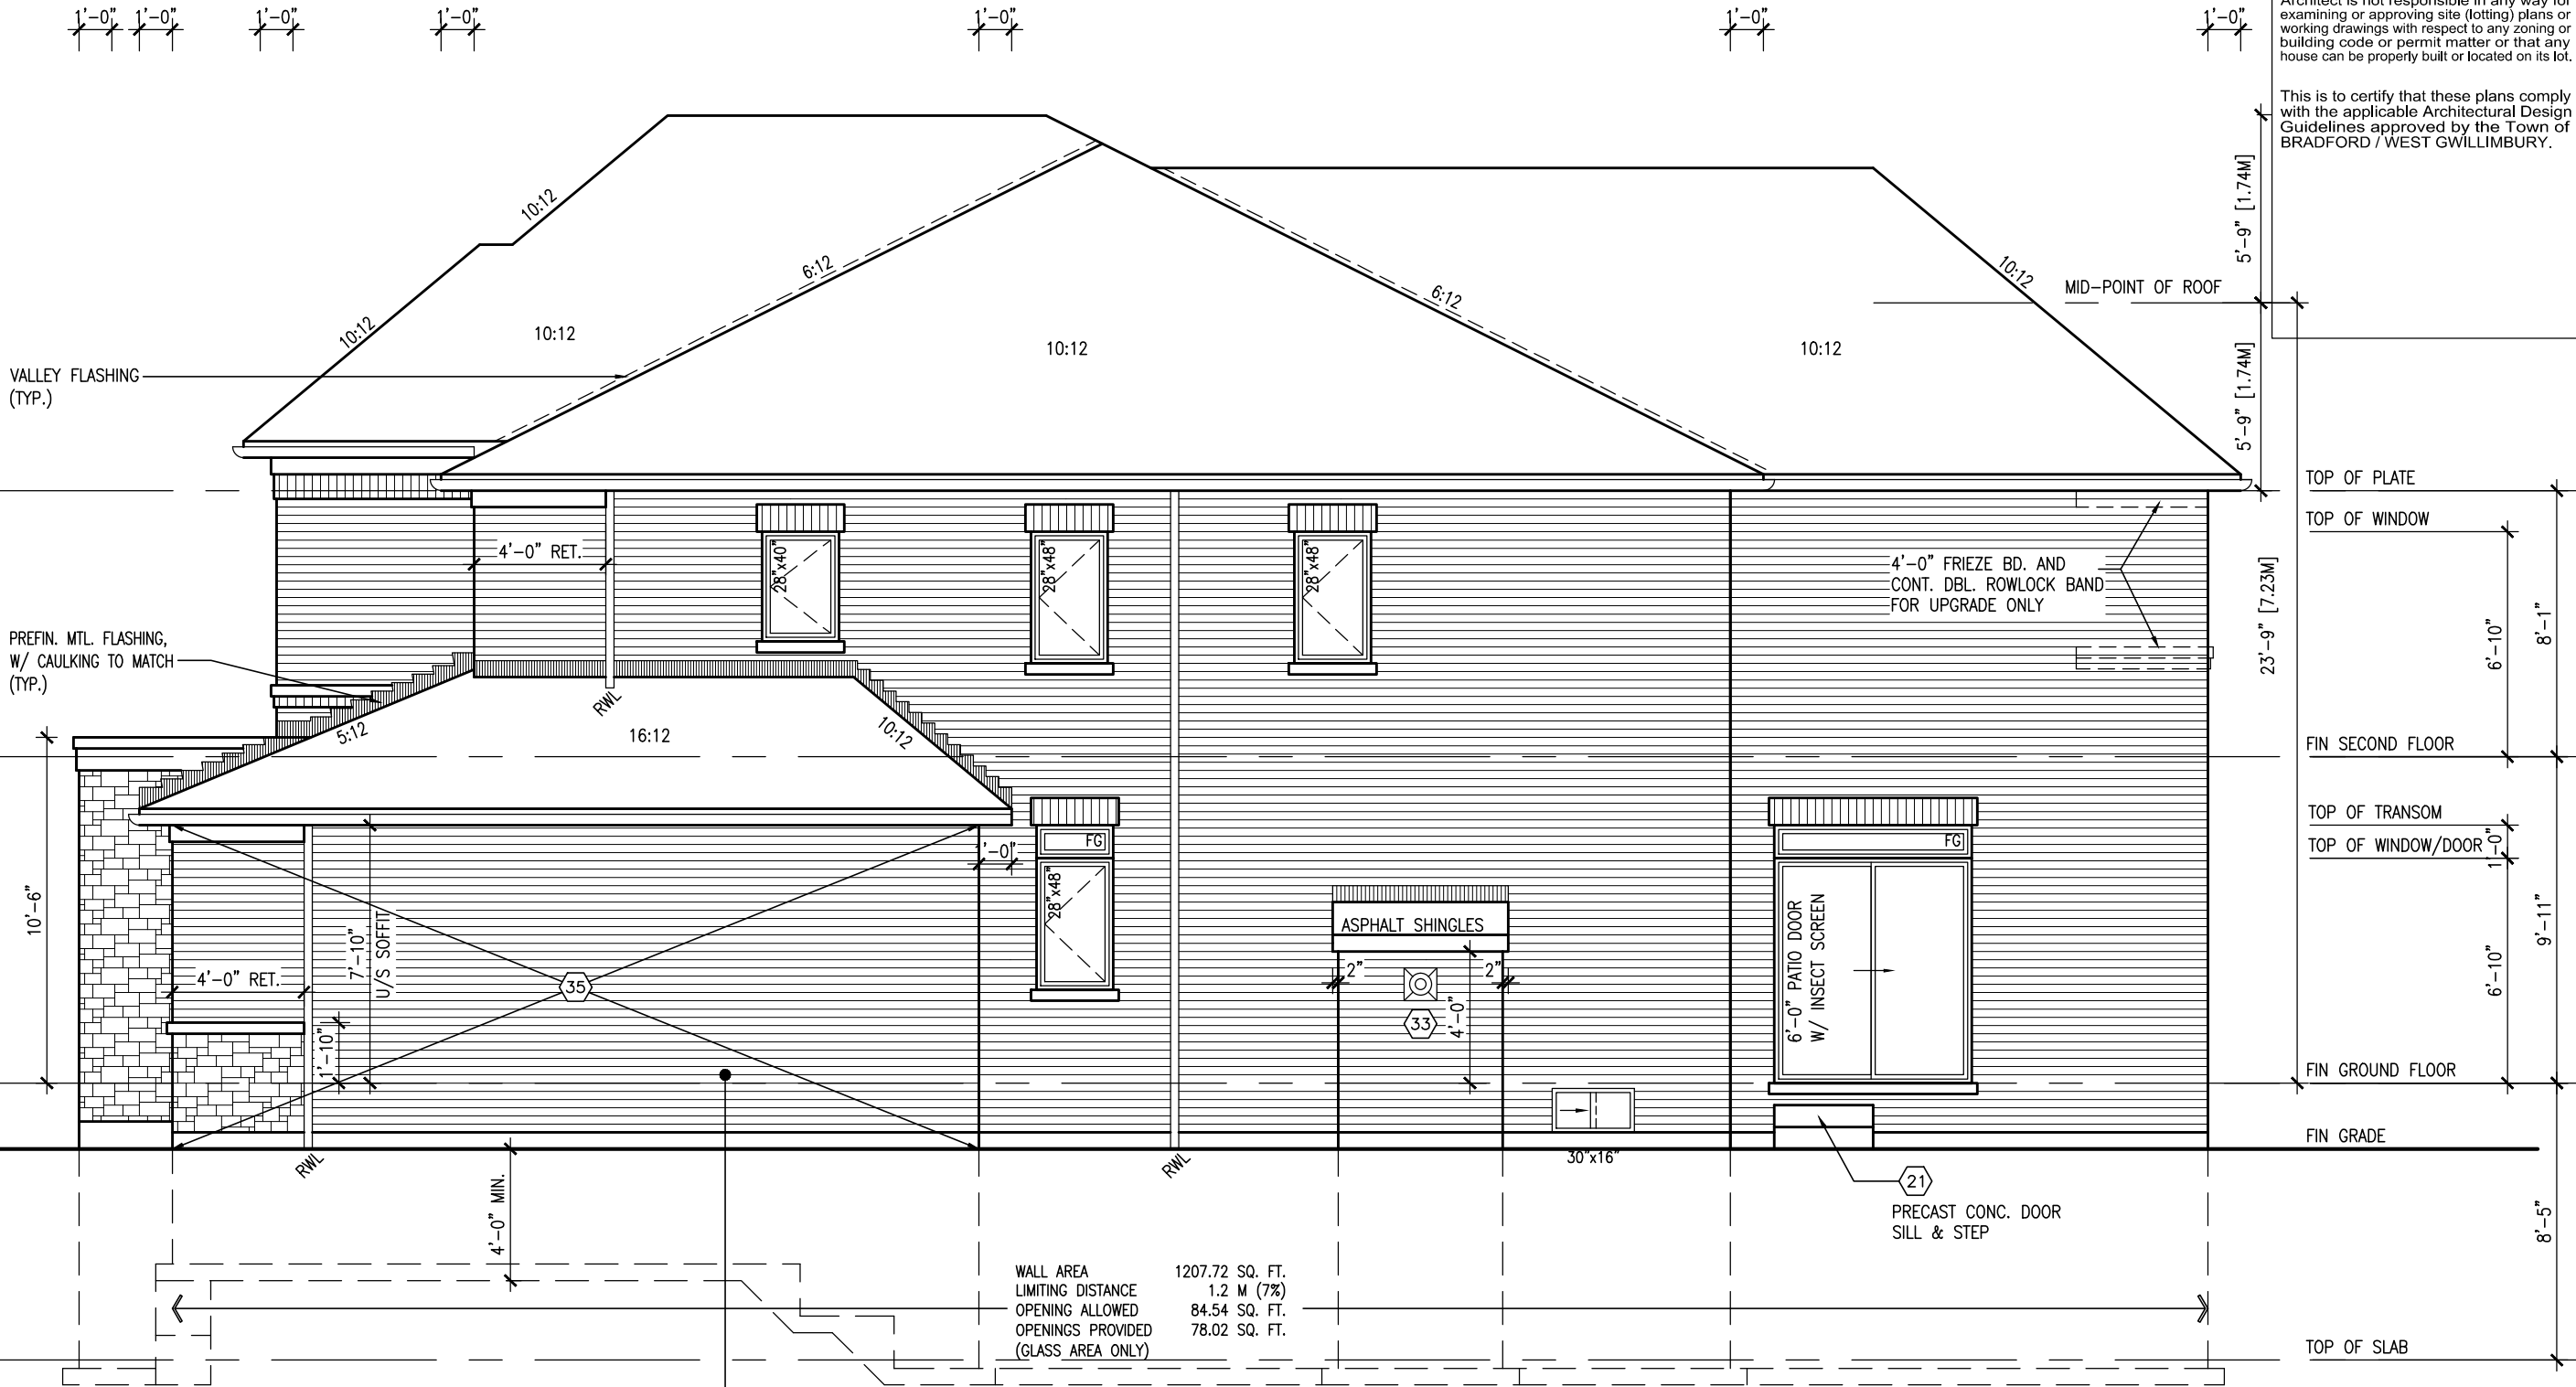 1'-0" 1'-0" 1'-0" 1'-0" 1'-0" 1'-0" 1'-0"
Architect is not responsible in any way for
examining or approving site (lotting) plans or
working drawings with respect to any zoning or
building code or permit matter or that any
house can be properly built or located on its lot.
This is to certify that these plans comply
with the applicable Architectural Design
Guidelines approved by the Town of
BRADFORD / WEST GWILLIMBURY.
10:12
5'-9" [1.74M]
6:12
6:12
10:12
MID-POINT OF ROOF
10:12
10:12
10:12
10:12
5'-9" [1.74M]
VALLEY FLASHING
(TYP.)
TOP OF PLATE
TOP OF WINDOW
4'-0" RET.
28"x40"
28"x48"
28"x48"
4'-0" FRIEZE BD. AND
CONT. DBL. ROWLOCK BAND
FOR UPGRADE ONLY
23'-9" [7.23M]
6'-10"
8'-1"
PREFIN. MTL. FLASHING,
W/ CAULKING TO MATCH
(TYP.)
RWL
5:12
16:12
10:12
FIN SECOND FLOOR
TOP OF TRANSOM
TOP OF WINDOW/DOOR
1'-0"
FG
FG
'-0"
28"x48"
10'-6"
7'-10"
U/S SOFFIT
4'-0" RET.
35
1'-10"
ASPHALT SHINGLES
2"
2"
33
4'-0"
6'-0" PATIO DOOR
W/ INSECT SCREEN
6'-10"
9'-11"
FIN GROUND FLOOR
FIN GRADE
RWL
RWL
30"x16"
4'-0" MIN.
21
PRECAST CONC. DOOR
SILL & STEP
8'-5"
WALL AREA 1207.72 SQ. FT.
LIMITING DISTANCE 1.2 M (7%)
OPENING ALLOWED 84.54 SQ. FT.
OPENINGS PROVIDED 78.02 SQ. FT.
(GLASS AREA ONLY)
TOP OF SLAB